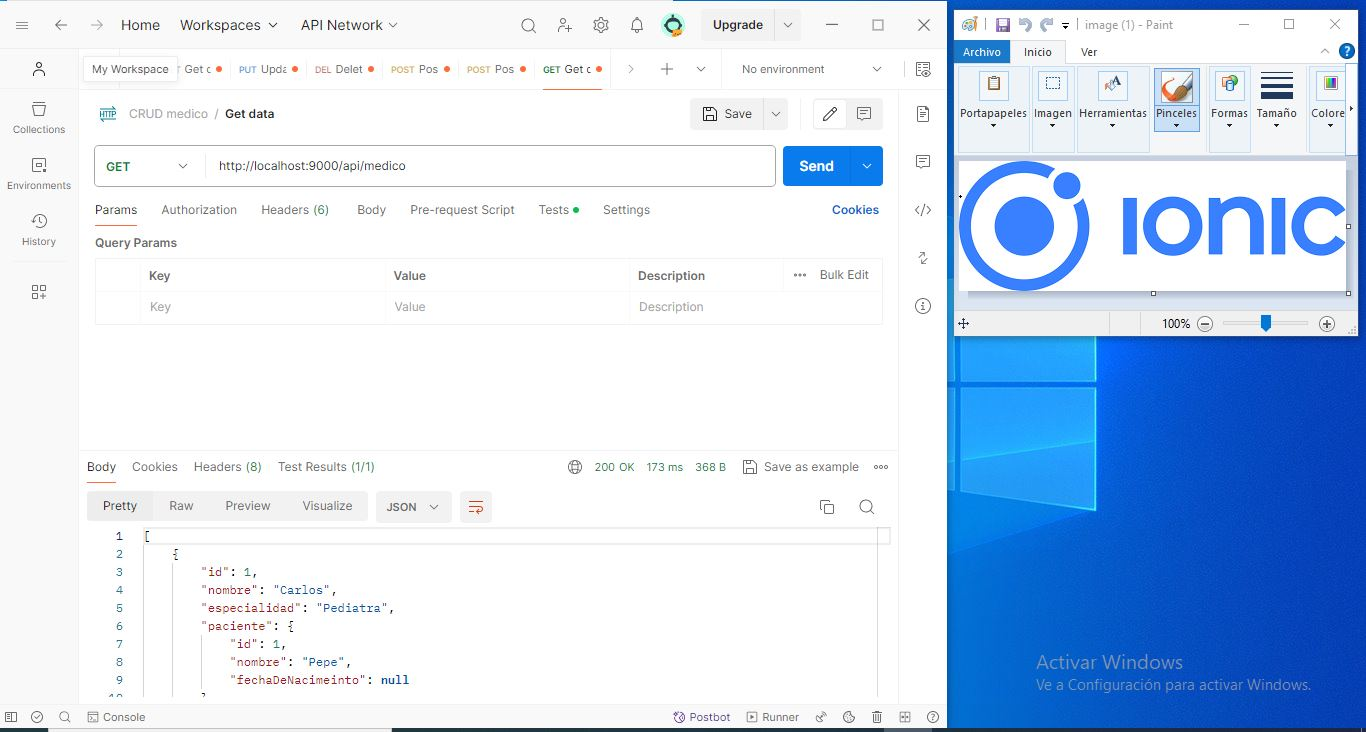 Home Workspaces API Network Upgrade
My Workspace Get c PUT Upda DEL Delet POST Pos POST Pos GET Get c No environment
HTTP CRUD medico / Get data Save
Collections
Environments
History
GET http://localhost:9000/api/medico Send
Params Authorization Headers (6) Body Pre-request Script Tests Settings Cookies
Query Params
Key Value Description Bulk Edit
Key Value Description
Body Cookies Headers (8) Test Results (1/1) 200 OK 173 ms 368 B Save as example
Pretty Raw Preview Visualize JSON
1 [
2 {
3 "id": 1,
4 "nombre": "Carlos",
5 "especialidad": "Pediatra",
6 "paciente": {
7 "id": 1,
8 "nombre": "Pepe",
9 "fechaDeNacimeinto": null
Console Postbot Runner
image (1) - Paint
Archivo Inicio Ver
Portapapeles Imagen Herramientas Pinceles Formas Tamaño Colore
ionic
100%
Activar Windows
Ve a Configuración para activar Windows.